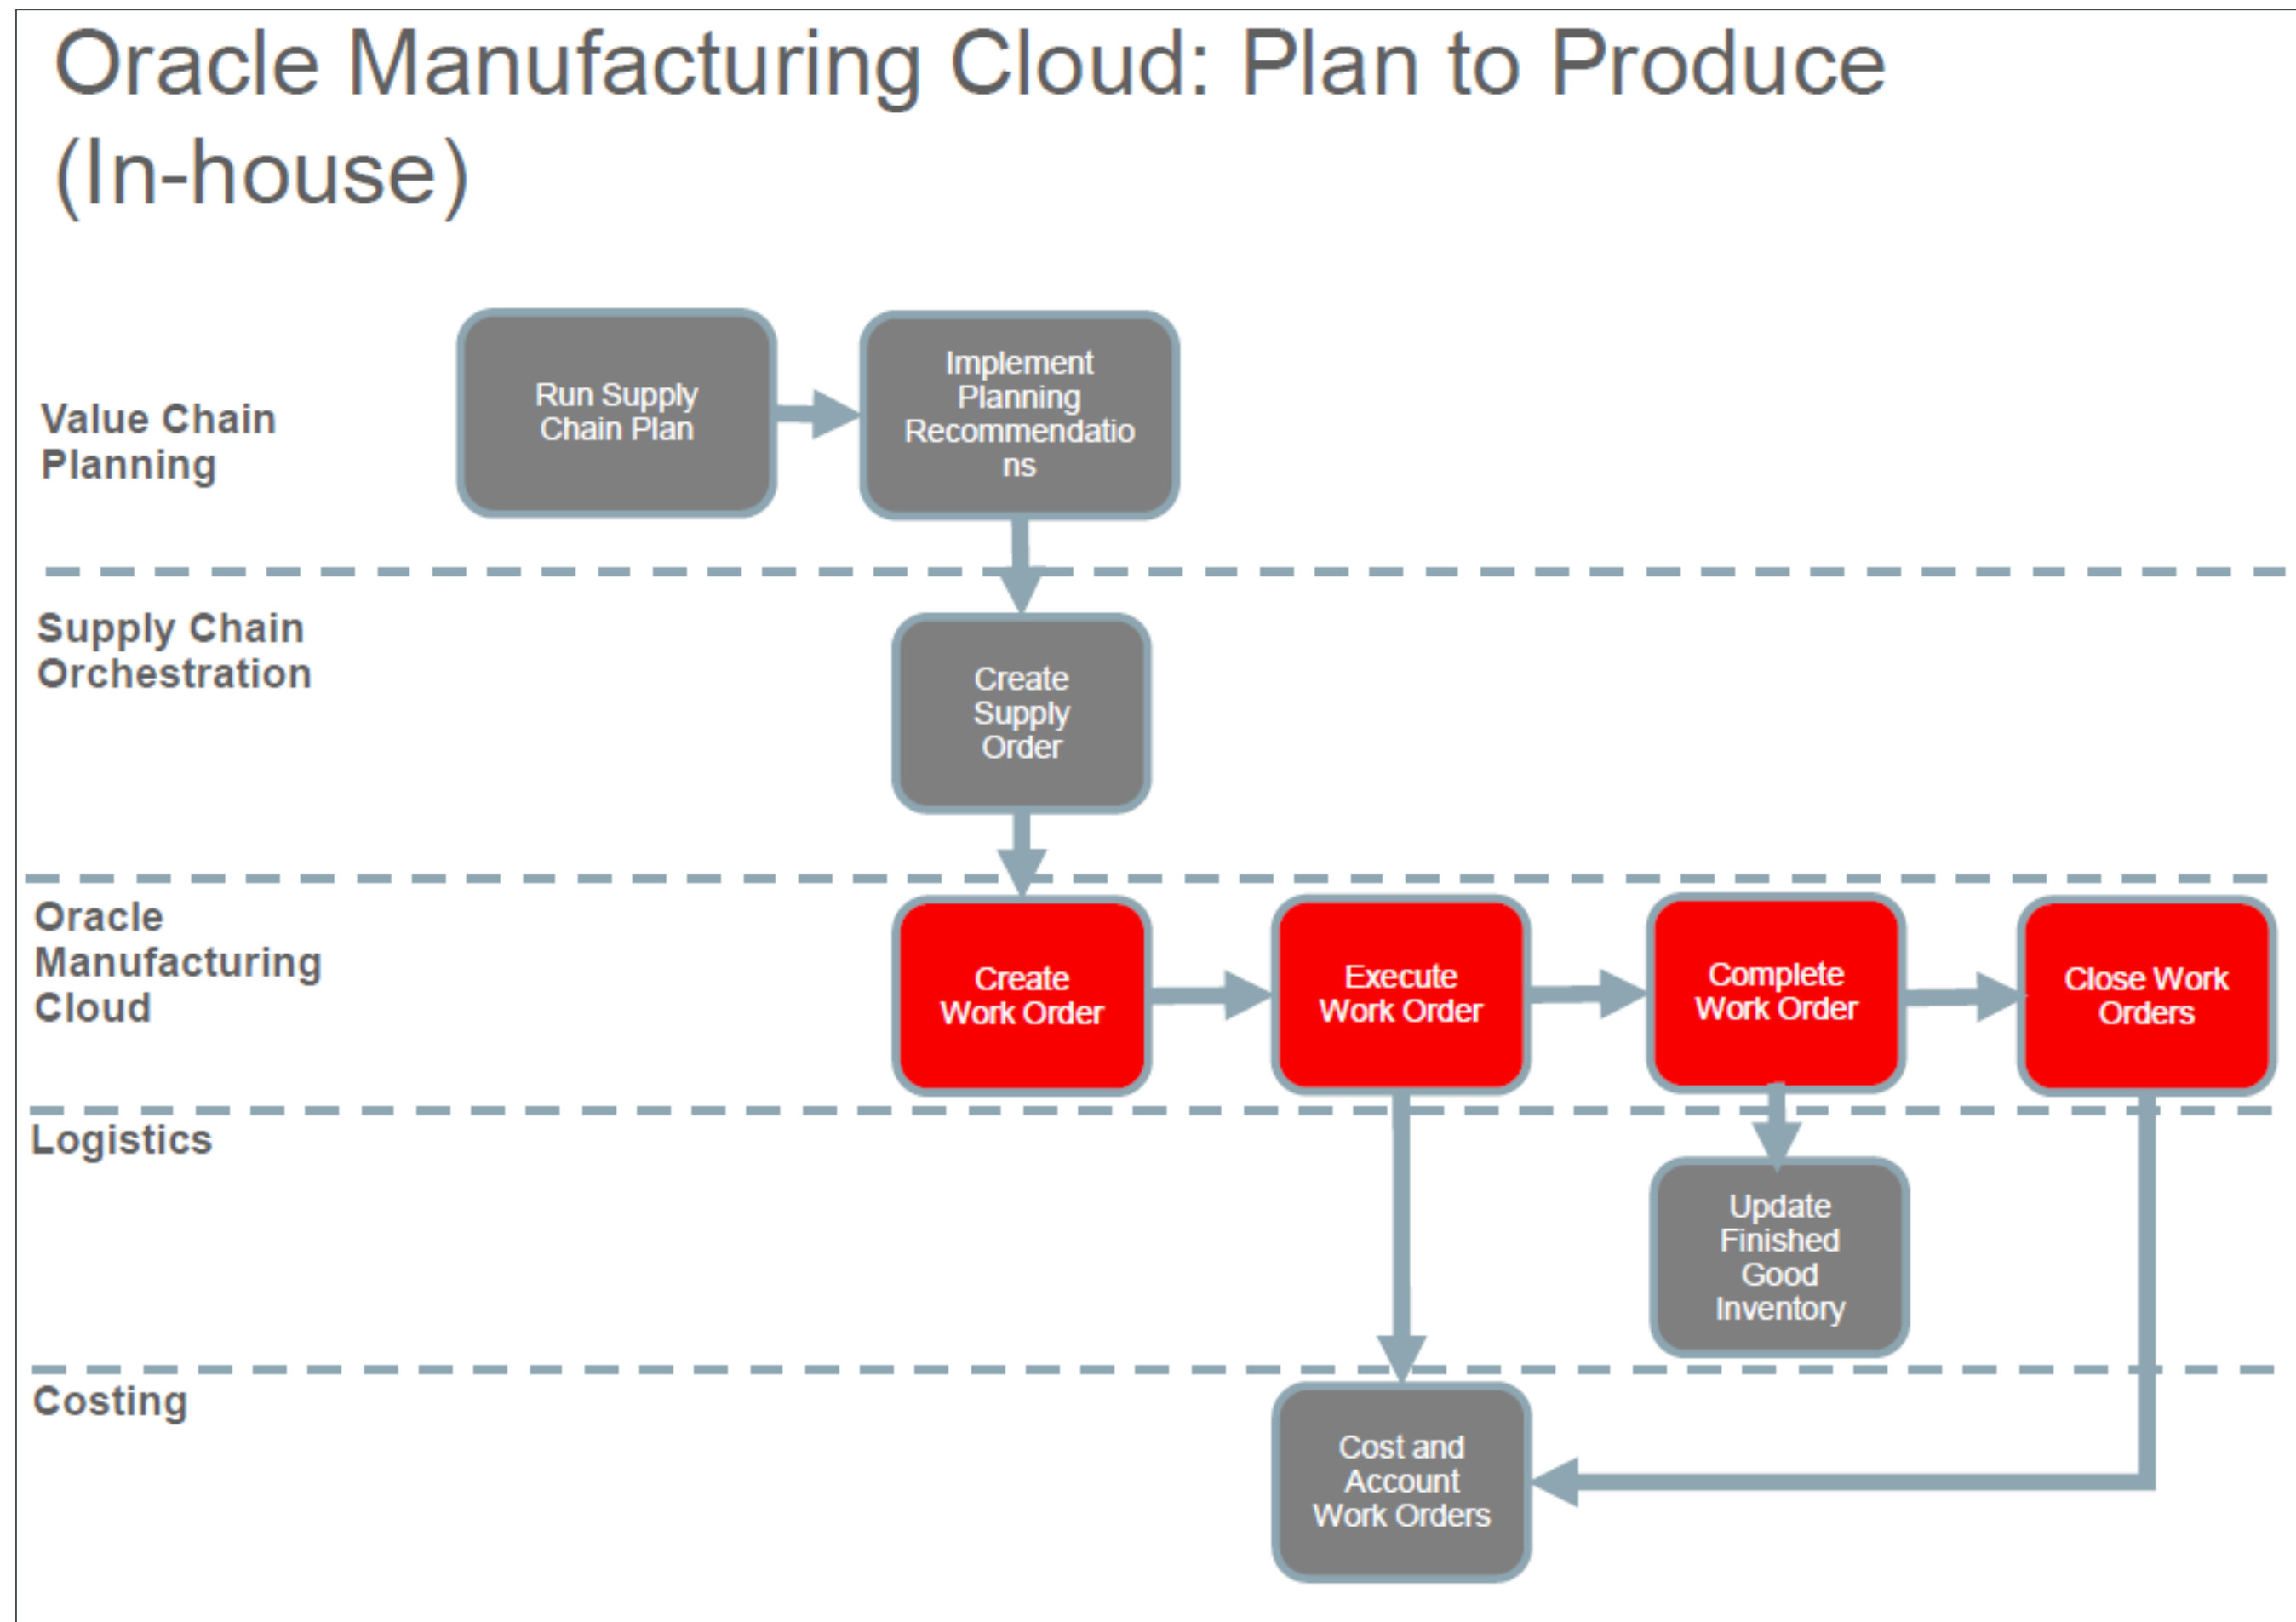 Oracle Manufacturing Cloud: Plan to Produce
(In-house)
Value Chain
Planning
Run Supply
Chain Plan
Implement
Planning
Recommendatio
ns
Supply Chain
Orchestration
Create
Supply
Order
Oracle
Manufacturing
Cloud
Create
Work Order
Execute
Work Order
Complete
Work Order
Close Work
Orders
Logistics
Update
Finished
Good
Inventory
Costing
Cost and
Account
Work Orders